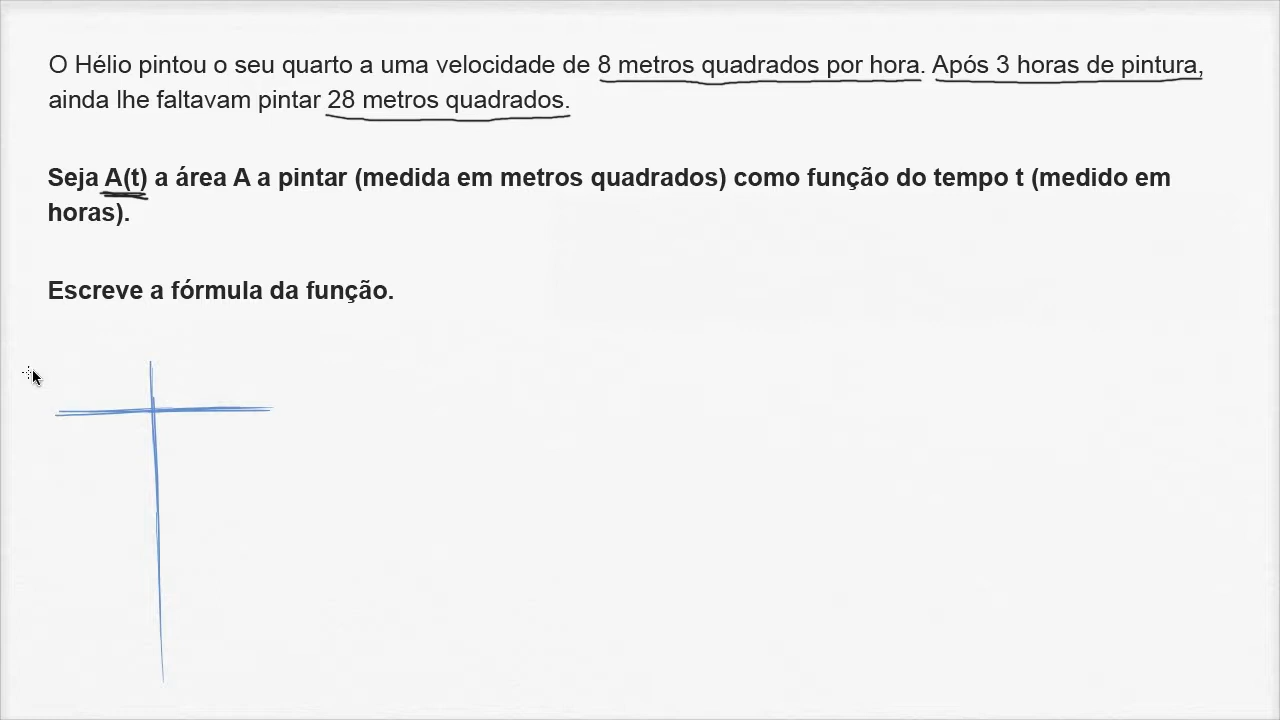 O Hélio pintou o seu quarto a uma velocidade de 8 metros quadrados por hora. Após 3 horas de pintura,
ainda lhe faltavam pintar 28 metros quadrados.
Seja A(t) a área A a pintar (medida em metros quadrados) como função do tempo t (medido em
horas).
Escreve a fórmula da função.